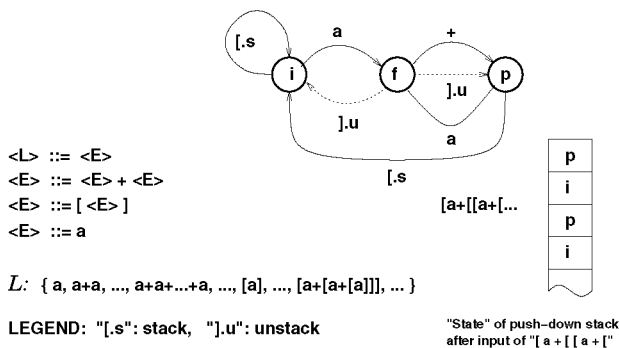 [.s
a
+
i
f
p
].u
].u
a
[.s
<L> ::= <E>
<E> ::= <E> + <E>
<E> ::= [ <E> ]
<E> ::= a
[a+[[a+[...
p
i
p
i
L: { a, a+a, ..., a+a+...+a, ..., [a], ..., [a+[a+[a]]], ... }
LEGEND: "[.s": stack, "].u": unstack
"State" of push-down stack
after input of "[ a + [ [ a + ["